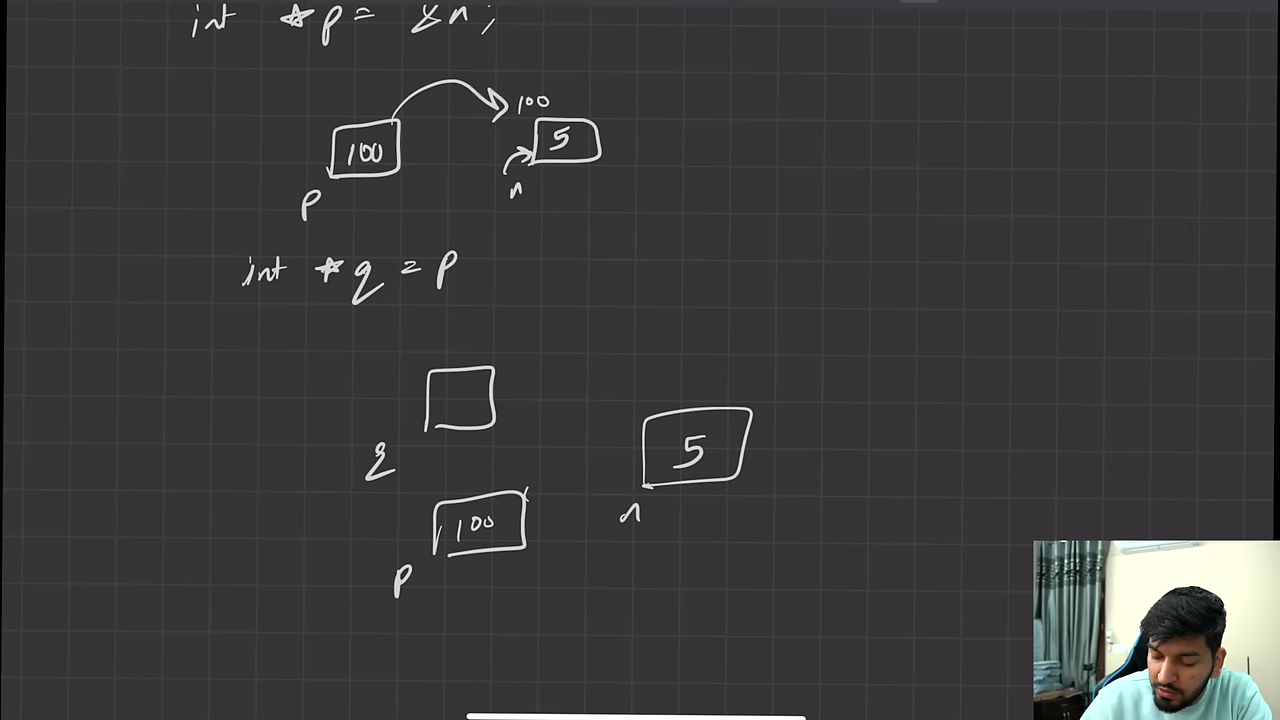 int *p = &n;
100
100
5
n
p
int *q = p
5
q
100
n
p